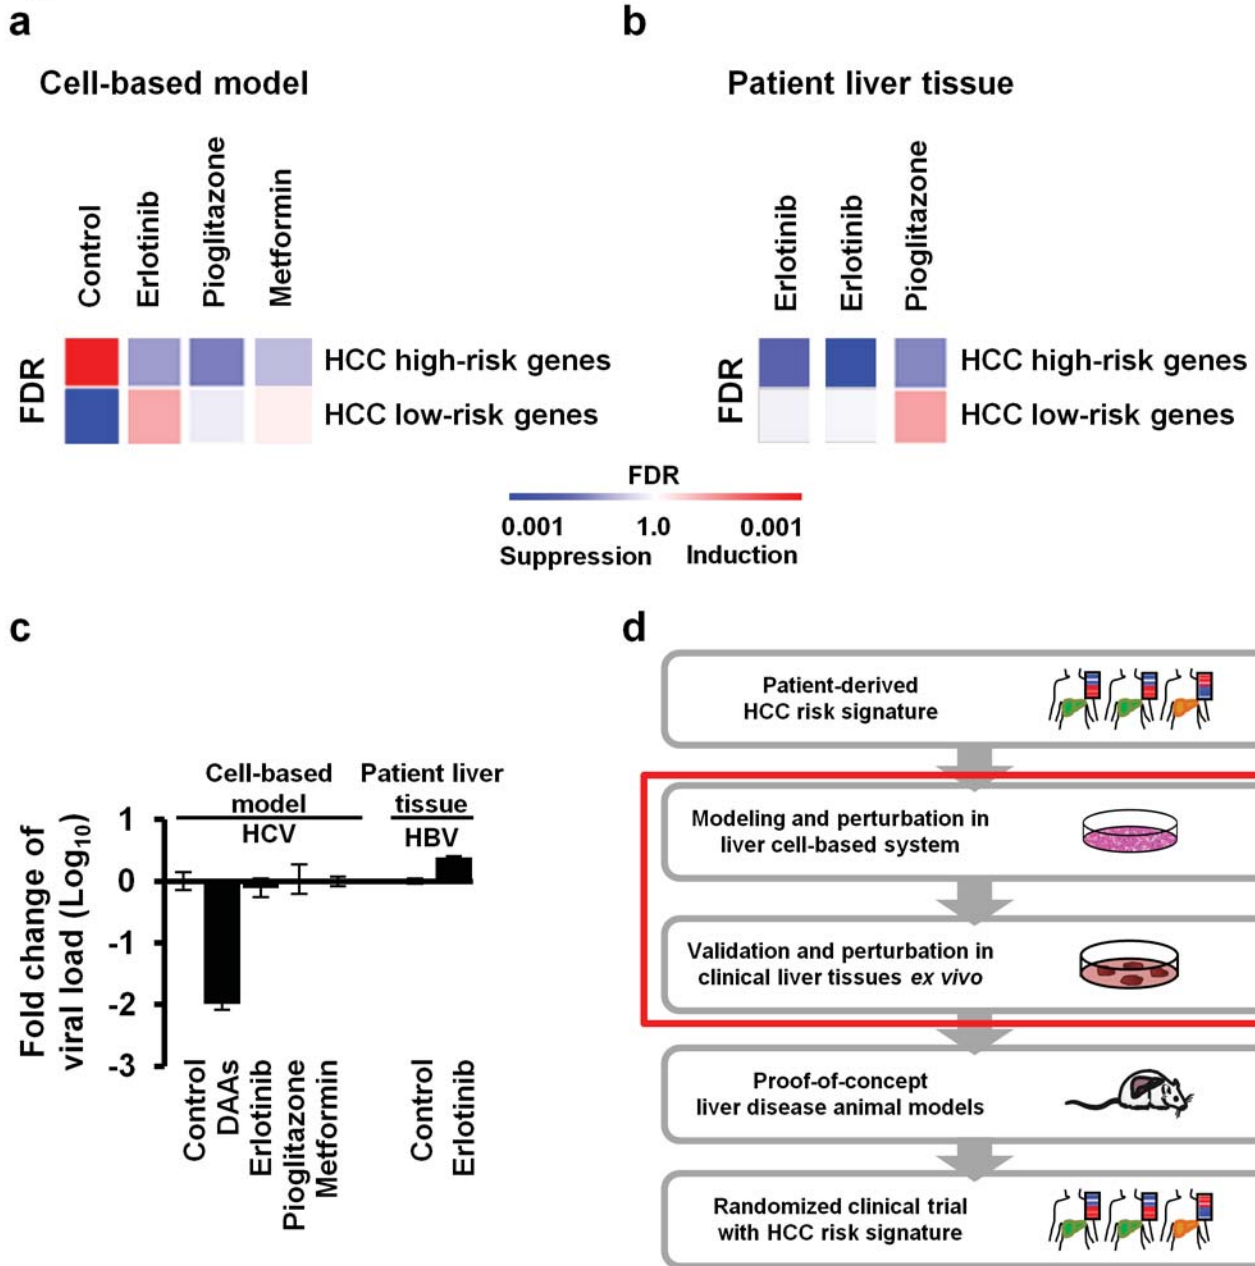 a
Cell-based model
Control
Erlotinib
Pioglitazone
Metformin
FDR
HCC high-risk genes
HCC low-risk genes
b
Patient liver tissue
Erlotinib
Erlotinib
Pioglitazone
FDR
HCC high-risk genes
HCC low-risk genes
FDR
0.001 1.0 0.001
Suppression Induction
c
Cell-based
model
HCV
Patient liver
tissue
HBV
Fold change of
viral load (Log10)
1
0
-1
-2
-3
Control
DAAs
Erlotinib
Pioglitazone
Metformin
Control
Erlotinib
d
Patient-derived
HCC risk signature
Modeling and perturbation in
liver cell-based system
Validation and perturbation in
clinical liver tissues ex vivo
Proof-of-concept
liver disease animal models
Randomized clinical trial
with HCC risk signature